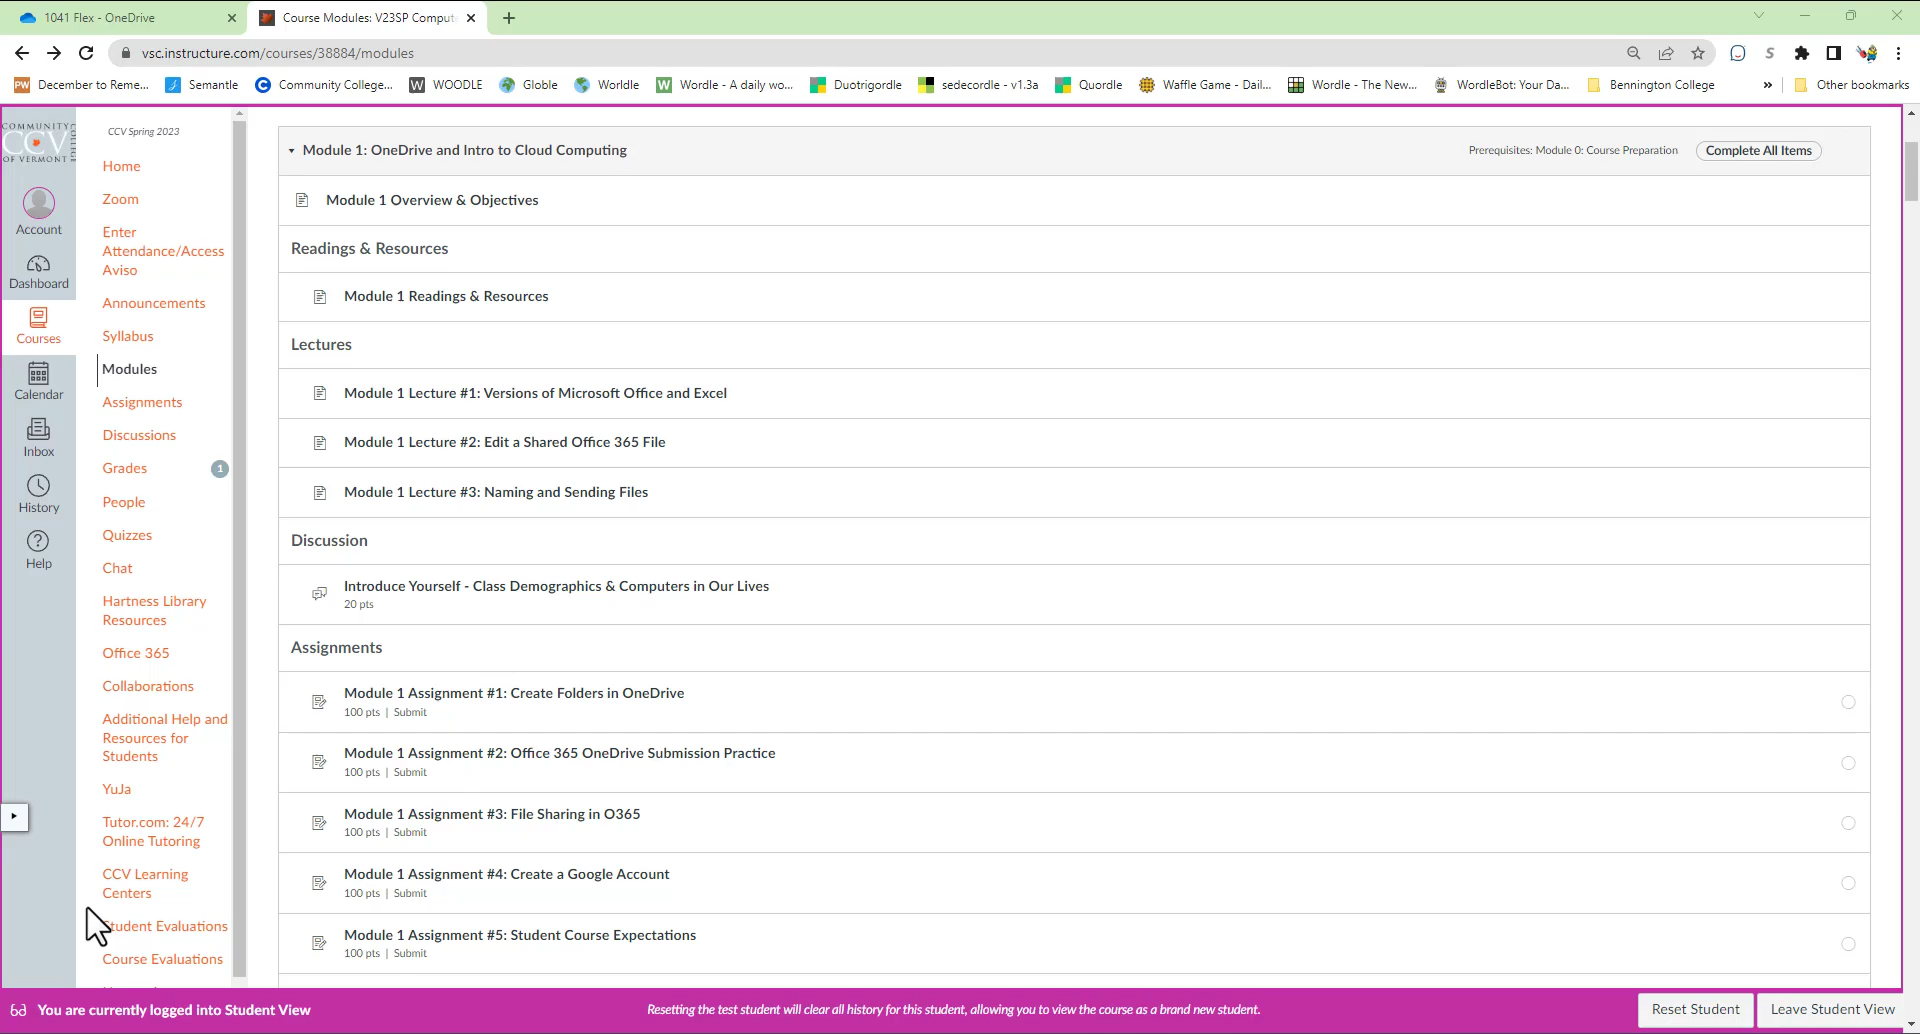 1041 Flex - OneDrive
Course Modules: V23SP Comput
vsc.instructure.com/courses/38884/modules
December to Reme...
Semantle
Community College...
WOODLE
Globle
Worldle
Wordle - A daily wo...
Duotrigordle
sedecordle - v1.3a
Quordle
Waffle Game - Dail...
Wordle - The New...
WordleBot: Your Da...
Bennington College
»
Other bookmarks
COMMUNITY COLLEGE
CCV
OF VERMONT
Account
Dashboard
Courses
Calendar
Inbox
History
Help
CCV Spring 2023
Home
Zoom
Enter
Attendance/Access
Aviso
Announcements
Syllabus
Modules
Assignments
Discussions
Grades 1
People
Quizzes
Chat
Hartness Library
Resources
Office 365
Collaborations
Additional Help and
Resources for
Students
YuJa
Tutor.com: 24/7
Online Tutoring
CCV Learning
Centers
Student Evaluations
Course Evaluations
Module 1: OneDrive and Intro to Cloud Computing
Prerequisites: Module 0: Course Preparation
Complete All Items
Module 1 Overview & Objectives
Readings & Resources
Module 1 Readings & Resources
Lectures
Module 1 Lecture #1: Versions of Microsoft Office and Excel
Module 1 Lecture #2: Edit a Shared Office 365 File
Module 1 Lecture #3: Naming and Sending Files
Discussion
Introduce Yourself - Class Demographics & Computers in Our Lives
20 pts
Assignments
Module 1 Assignment #1: Create Folders in OneDrive
100 pts | Submit
Module 1 Assignment #2: Office 365 OneDrive Submission Practice
100 pts | Submit
Module 1 Assignment #3: File Sharing in O365
100 pts | Submit
Module 1 Assignment #4: Create a Google Account
100 pts | Submit
Module 1 Assignment #5: Student Course Expectations
100 pts | Submit
You are currently logged into Student View
Resetting the test student will clear all history for this student, allowing you to view the course as a brand new student.
Reset Student
Leave Student View